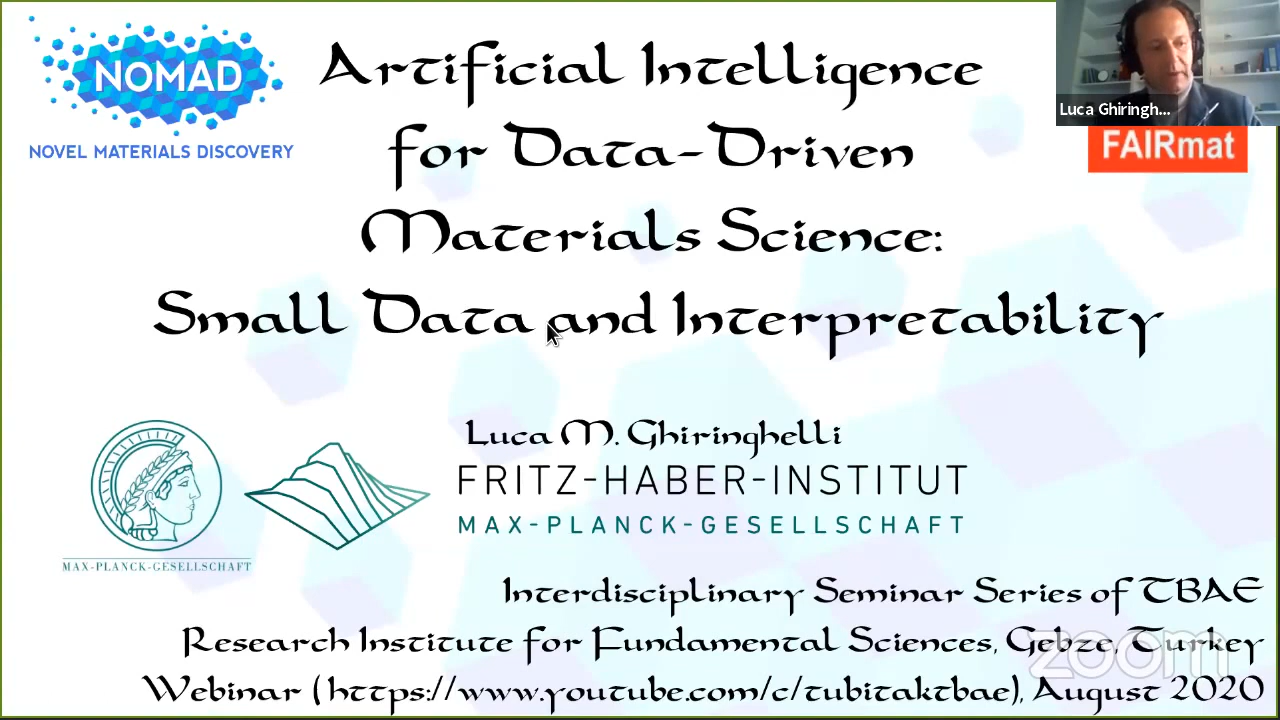 NOMAD
NOVEL MATERIALS DISCOVERY
Artificial Intelligence
for Data-Driven
Materials Science:
Small Data and Interpretability
Luca Ghiringh...
FAIRmat
Luca M. Ghiringhelli
FRITZ-HABER-INSTITUT
MAX-PLANCK-GESELLSCHAFT
MAX-PLANCK-GESELLSCHAFT
Interdisciplinary Seminar Series of TBAE
Research Institute for Fundamental Sciences, Gebze, Turkey
zoom
Webinar (https://www.youtube.com/c/tubitaktbae), August 2020